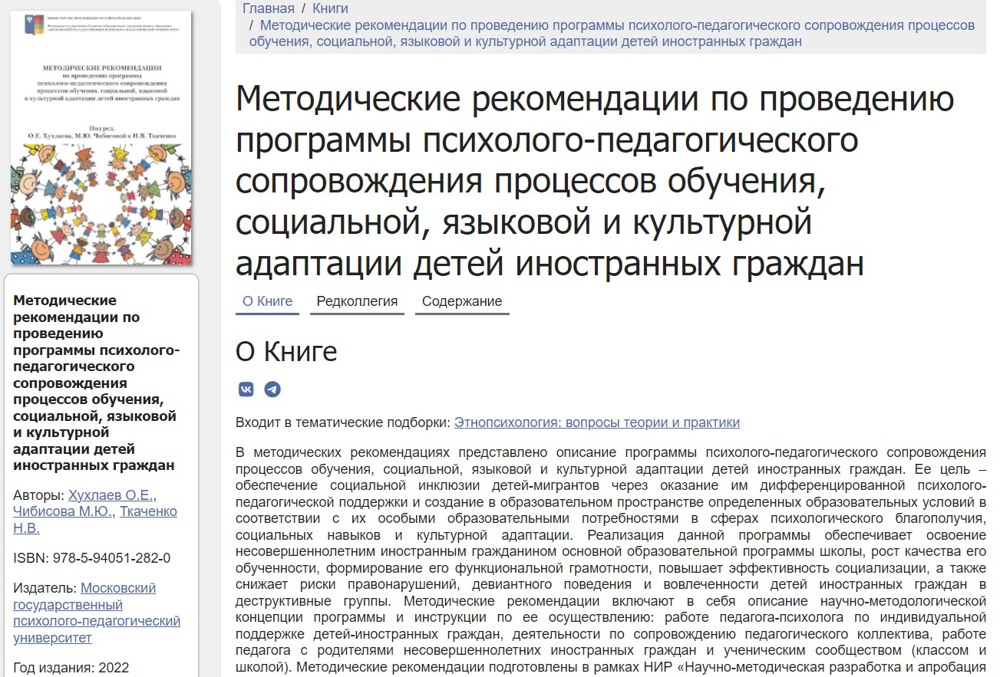 МИНИСТЕРСТВО ПРОСВЕЩЕНИЯ РОССИЙСКОЙ ФЕДЕРАЦИИ
Федеральное государственное бюджетное образовательное учреждение высшего образования
«МОСКОВСКИЙ ГОСУДАРСТВЕННЫЙ ПСИХОЛОГО-ПЕДАГОГИЧЕСКИЙ УНИВЕРСИТЕТ»
МЕТОДИЧЕСКИЕ РЕКОМЕНДАЦИИ
по проведению программы
психолого-педагогического сопровождения
процессов обучения, социальной, языковой
и культурной адаптации детей иностранных граждан
Под ред.
О.Е. Хухлаева, М.Ю. Чибисовой и Н.В. Ткаченко
Методические
рекомендации по
проведению
программы психолого-
педагогического
сопровождения
процессов обучения,
социальной, языковой
и культурной
адаптации детей
иностранных граждан
Авторы: Хухлаев О.Е.,
Чибисова М.Ю., Ткаченко
Н.В.
ISBN: 978-5-94051-282-0
Издатель: Московский
государственный
психолого-педагогический
университет
Год издания: 2022
Главная / Книги
/ Методические рекомендации по проведению программы психолого-педагогического сопровождения процессов
обучения, социальной, языковой и культурной адаптации детей иностранных граждан
Методические рекомендации по проведению
программы психолого-педагогического
сопровождения процессов обучения,
социальной, языковой и культурной
адаптации детей иностранных граждан
О Книге Редколлегия Содержание
О Книге
Входит в тематические подборки: Этнопсихология: вопросы теории и практики
В методических рекомендациях представлено описание программы психолого-педагогического сопровождения
процессов обучения, социальной, языковой и культурной адаптации детей иностранных граждан. Ее цель –
обеспечение социальной инклюзии детей-мигрантов через оказание им дифференцированной психолого-
педагогической поддержки и создание в образовательном пространстве определенных образовательных условий в
соответствии с их особыми образовательными потребностями в сферах психологического благополучия,
социальных навыков и культурной адаптации. Реализация данной программы обеспечивает освоение
несовершеннолетним иностранным гражданином основной образовательной программы школы, рост качества его
обученности, формирование его функциональной грамотности, повышает эффективность социализации, а также
снижает риски правонарушений, девиантного поведения и вовлеченности детей иностранных граждан в
деструктивные группы. Методические рекомендации включают в себя описание научно-методологической
концепции программы и инструкции по ее осуществлению: работе педагога-психолога по индивидуальной
поддержке детей-иностранных граждан, деятельности по сопровождению педагогического коллектива, работе
педагога с родителями несовершеннолетних иностранных граждан и ученическим сообществом (классом и
школой). Методические рекомендации подготовлены в рамках НИР «Научно-методическая разработка и апробация